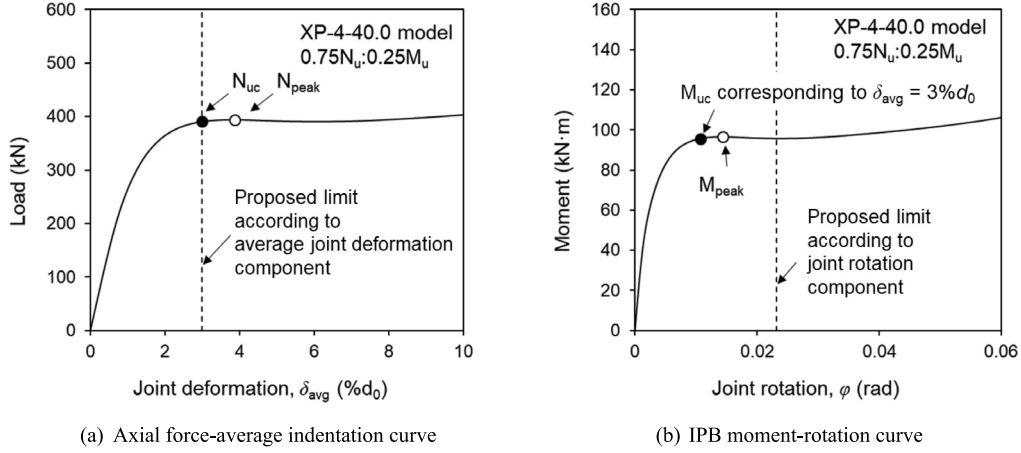 600
500
400
300
200
100
0
Load (kN)
XP-4-40.0 model
0.75Nu:0.25Mu
Nuc Npeak
Proposed limit
according to
average joint deformation
component
0 2 4 6 8 10
Joint deformation, δavg (%d0)
(a) Axial force-average indentation curve
160
140
120
100
80
60
40
20
0
Moment (kN·m)
XP-4-40.0 model
0.75Nu:0.25Mu
Muc corresponding to δavg = 3%d0
Mpeak
Proposed limit
according to
joint rotation
component
0 0.02 0.04 0.06
Joint rotation, φ (rad)
(b) IPB moment-rotation curve